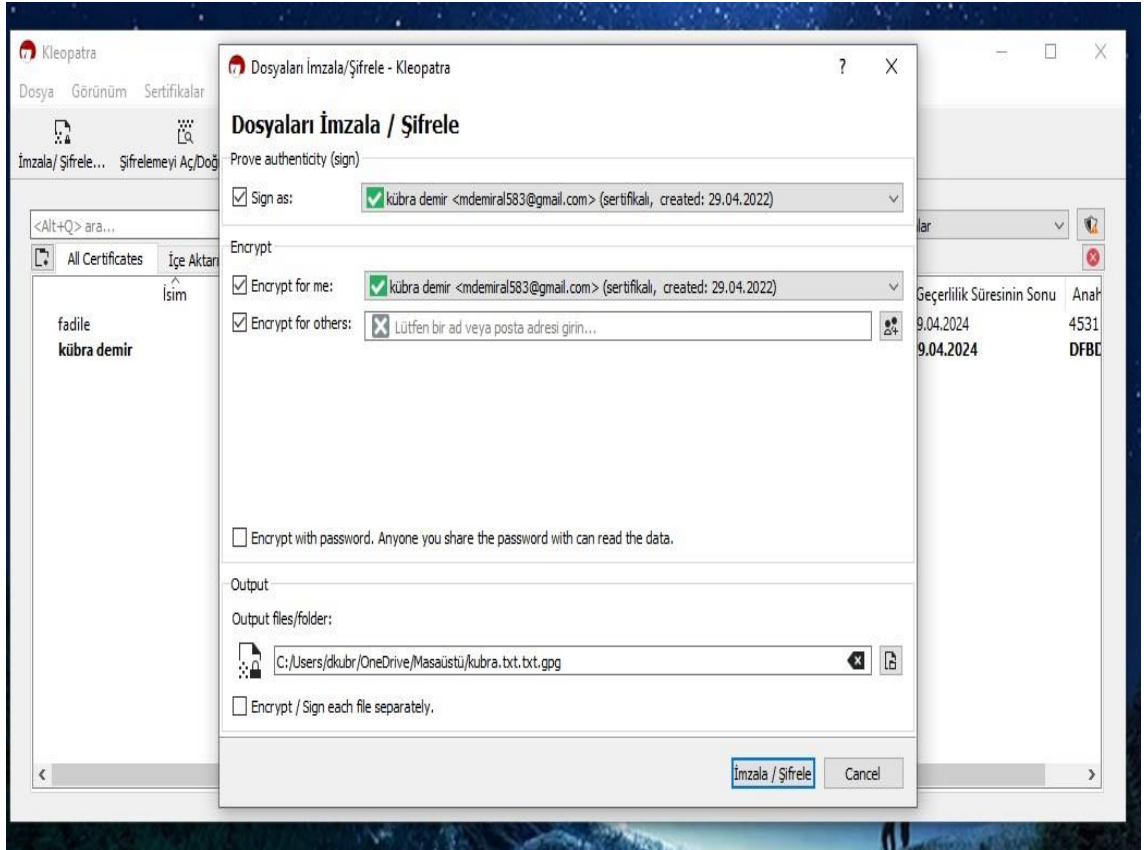 Kleopatra
Dosya Görünüm Sertifikalar
İmzala/ Şifrele... Şifrelemeyi Aç/Doğ
<Alt+Q> ara...
lar
All Certificates İçe Aktarı
İsim
Geçerlilik Süresinin Sonu Anah
fadile
9.04.2024 4531
kübra demir
9.04.2024 DFBD
Dosyaları İmzala/Şifrele - Kleopatra
Dosyaları İmzala / Şifrele
Prove authenticity (sign)
Sign as: kübra demir <mdemiral583@gmail.com> (sertifikalı, created: 29.04.2022)
Encrypt
Encrypt for me: kübra demir <mdemiral583@gmail.com> (sertifikalı, created: 29.04.2022)
Encrypt for others: Lütfen bir ad veya posta adresi girin...
Encrypt with password. Anyone you share the password with can read the data.
Output
Output files/folder:
C:/Users/dkubr/OneDrive/Masaüstü/kubra.txt.txt.gpg
Encrypt / Sign each file separately.
İmzala / Şifrele Cancel